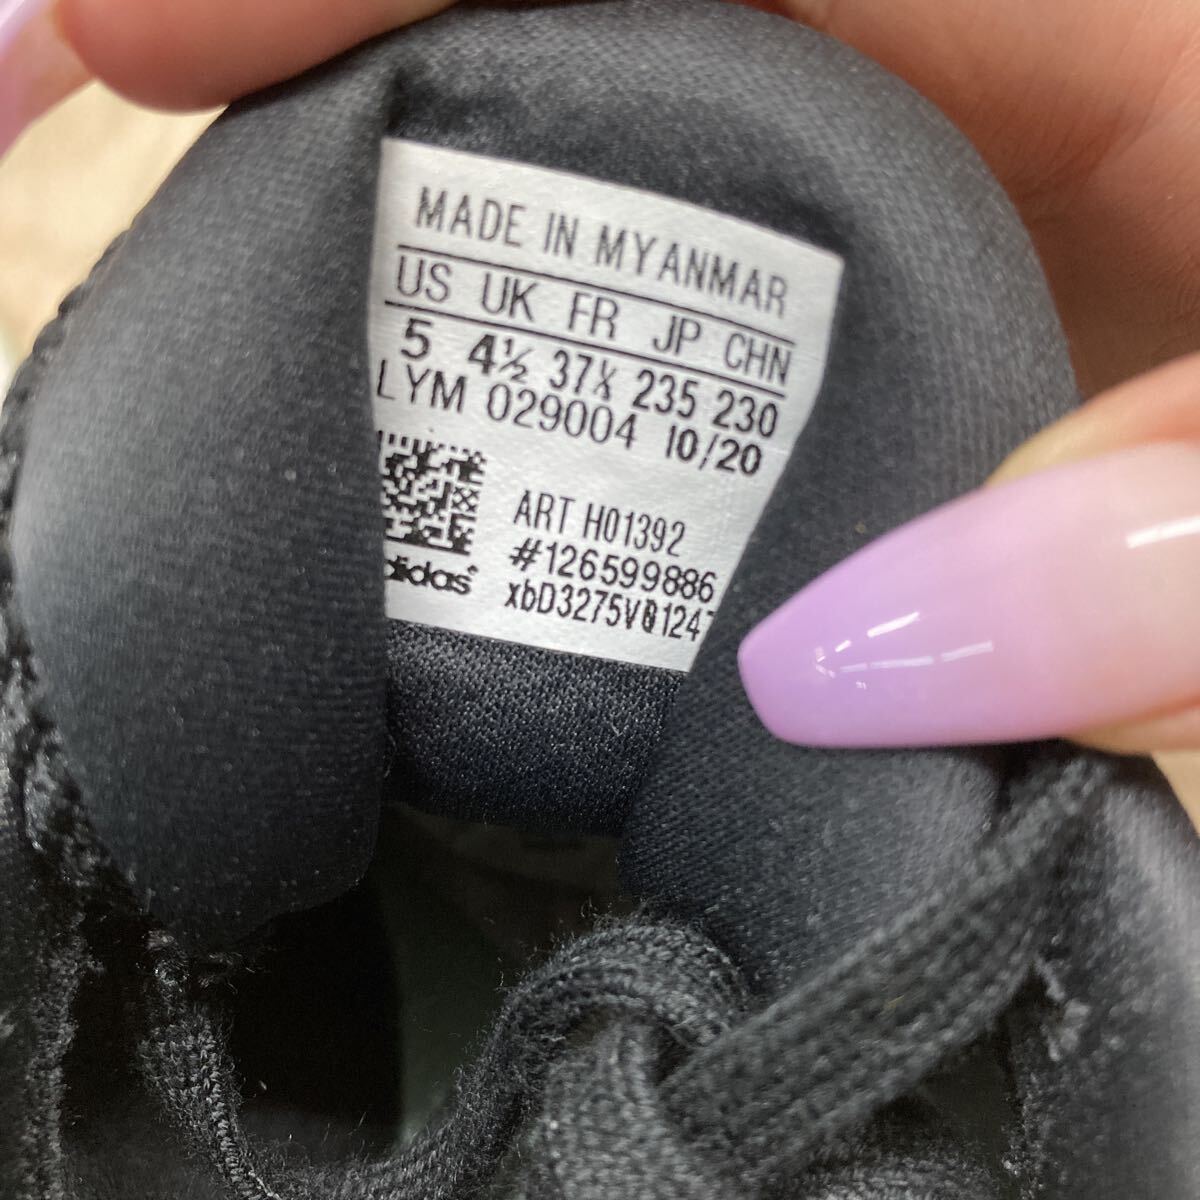 MADE IN MYANMAR
US UK FR JP CHN
5 4½ 37⅓ 235 230
LYM 029004 10/20
ART H01392
#126599886
adidas xbD3275V01247